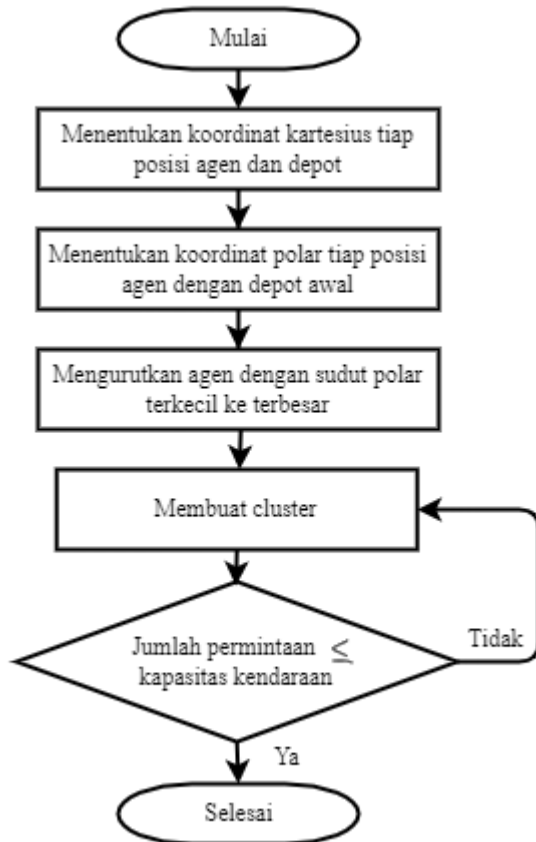 Mulai
Menentukan koordinat kartesius tiap
posisi agen dan depot
Menentukan koordinat polar tiap posisi
agen dengan depot awal
Mengurutkan agen dengan sudut polar
terkecil ke terbesar
Membuat cluster
Jumlah permintaan ≤
kapasitas kendaraan
Tidak
Ya
Selesai